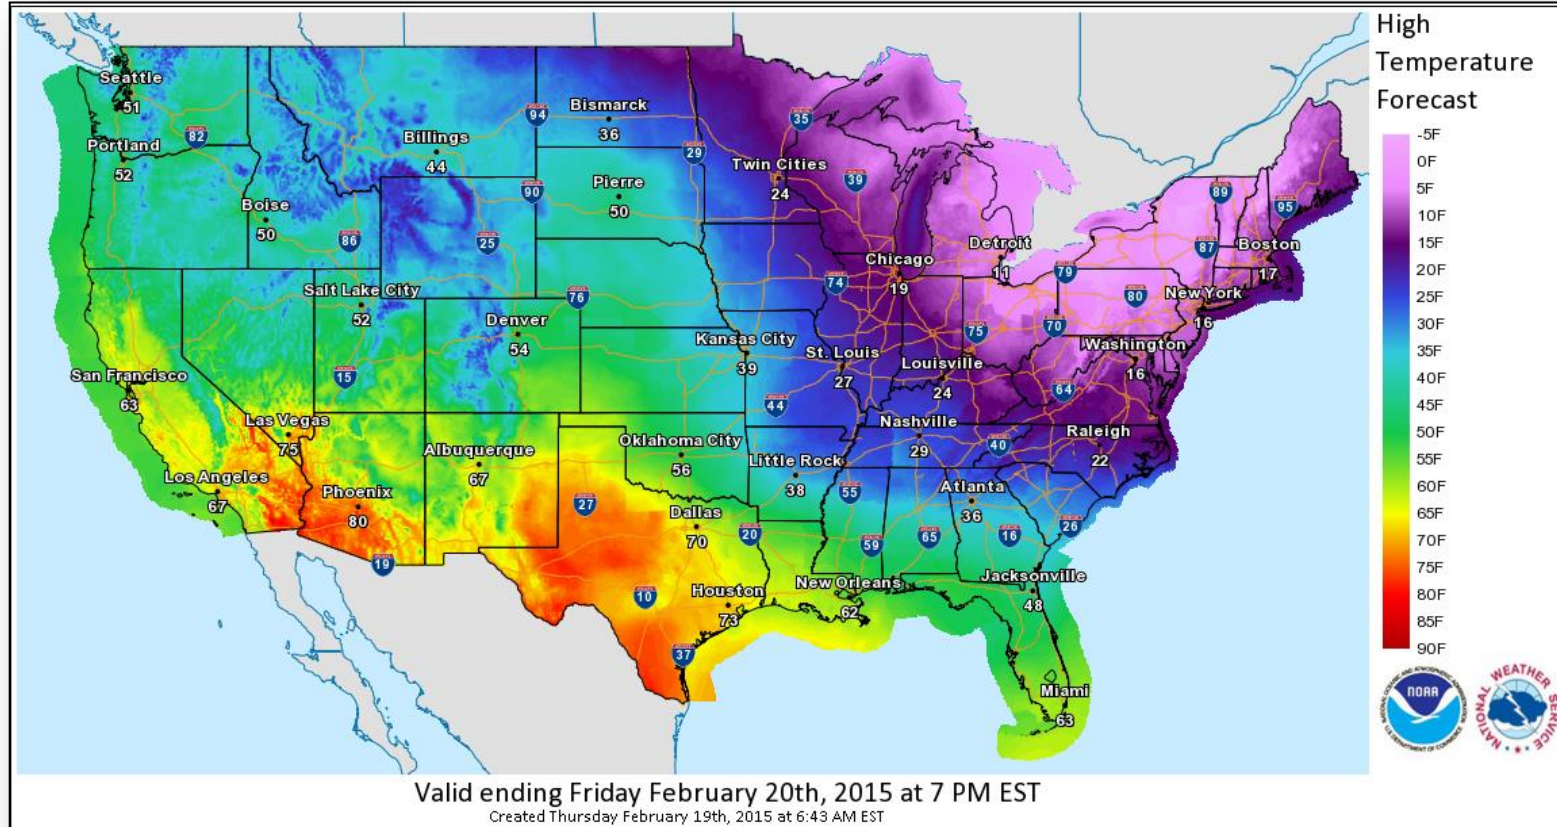 High
Temperature
Forecast
-5F
0F
5F
10F
15F
20F
25F
30F
35F
40F
45F
50F
55F
60F
65F
70F
75F
80F
85F
90F
Seattle
51
82
Portland
52
Billings
44
94
Bismarck
36
29
35
Twin Cities
24
39
Pierre
50
90
Boise
50
86
25
89
95
87
Boston
17
Detroit
11
Chicago
19
79
74
80
New York
16
Salt Lake City
52
76
Denver
54
Kansas City
39
75
70
Washington
16
St. Louis
27
Louisville
24
15
San Francisco
63
44
64
Las Vegas
75
Albuquerque
67
Oklahoma City
56
Nashville
29
40
Raleigh
22
Los Angeles
67
Phoenix
80
Little Rock
38
55
Atlanta
36
27
Dallas
70
20
59
65
16
26
19
10
Houston
73
New Orleans
62
Jacksonville
48
37
Miami
63
NOAA
NATIONAL OCEANIC AND ATMOSPHERIC ADMINISTRATION
U.S. DEPARTMENT OF COMMERCE
NATIONAL WEATHER SERVICE
Valid ending Friday February 20th, 2015 at 7 PM EST
Created Thursday February 19th, 2015 at 6:43 AM EST